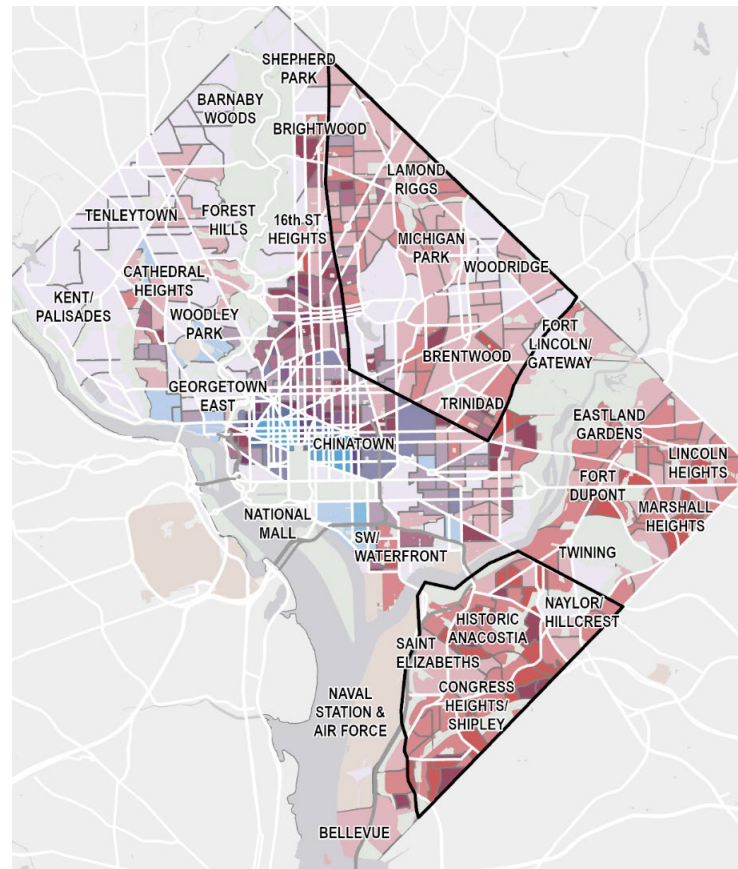 SHEPHERD
PARK
BARNABY
WOODS
BRIGHTWOOD
LAMOND
RIGGS
TENLEYTOWN
FOREST
HILLS
16th ST
HEIGHTS
MICHIGAN
PARK
WOODRIDGE
CATHEDRAL
HEIGHTS
KENT/
PALISADES
WOODLEY
PARK
FORT
LINCOLN/
GATEWAY
BRENTWOOD
GEORGETOWN
EAST
TRINIDAD
EASTLAND
GARDENS
CHINATOWN
LINCOLN
HEIGHTS
FORT
DUPONT
MARSHALL
HEIGHTS
NATIONAL
MALL
SW/
WATERFRONT
TWINING
NAYLOR/
HILLCREST
HISTORIC
ANACOSTIA
SAINT
ELIZABETHS
CONGRESS
HEIGHTS/
SHIPLEY
NAVAL
STATION &
AIR FORCE
BELLEVUE